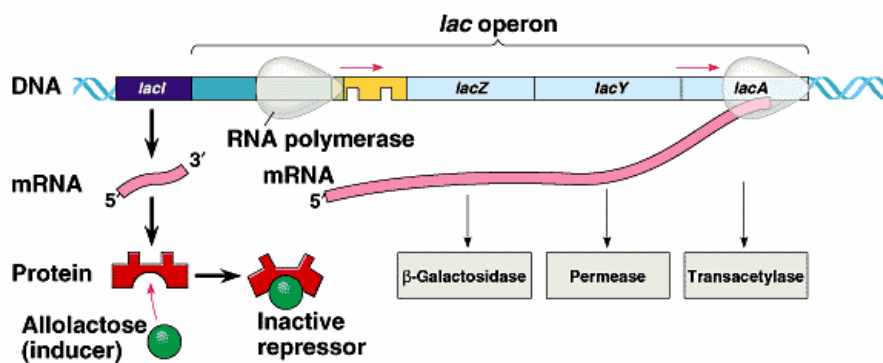 lac operon
DNA
lacI
lacZ
lacY
lacA
RNA polymerase
mRNA
3′
5′
mRNA
5′
Protein
β-Galactosidase
Permease
Transacetylase
Allolactose
(inducer)
Inactive
repressor